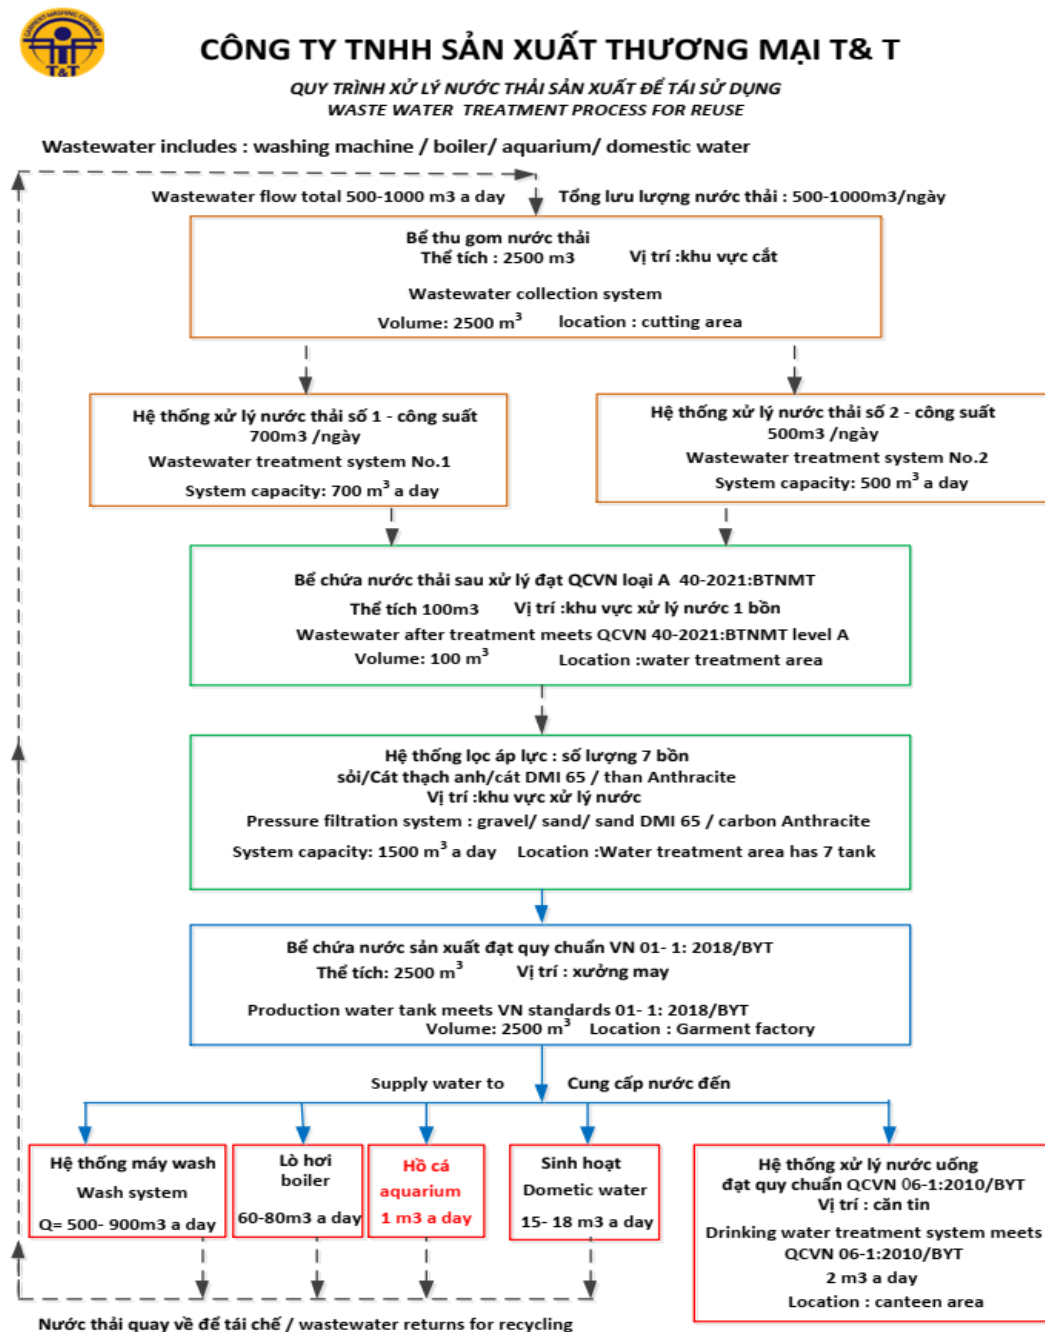 GARMENT WASHING COMPANY
T&T
CÔNG TY TNHH SẢN XUẤT THƯƠNG MẠI T& T
QUY TRÌNH XỬ LÝ NƯỚC THẢI SẢN XUẤT ĐỂ TÁI SỬ DỤNG
WASTE WATER TREATMENT PROCESS FOR REUSE
Wastewater includes : washing machine / boiler/ aquarium/ domestic water
Wastewater flow total 500-1000 m3 a day
Tổng lưu lượng nước thải : 500-1000m3/ngày
Bể thu gom nước thải
Thể tích : 2500 m3 Vị trí :khu vực cắt
Wastewater collection system
Volume: 2500 m³ location : cutting area
Hệ thống xử lý nước thải số 1 - công suất
700m3 /ngày
Wastewater treatment system No.1
System capacity: 700 m³ a day
Hệ thống xử lý nước thải số 2 - công suất
500m3 /ngày
Wastewater treatment system No.2
System capacity: 500 m³ a day
Bể chứa nước thải sau xử lý đạt QCVN loại A 40-2021:BTNMT
Thể tích 100m3 Vị trí :khu vực xử lý nước 1 bồn
Wastewater after treatment meets QCVN 40-2021:BTNMT level A
Volume: 100 m³ Location :water treatment area
Hệ thống lọc áp lực : số lượng 7 bồn
sỏi/Cát thạch anh/cát DMI 65 / than Anthracite
Vị trí :khu vực xử lý nước
Pressure filtration system : gravel/ sand/ sand DMI 65 / carbon Anthracite
System capacity: 1500 m³ a day Location :Water treatment area has 7 tank
Bể chứa nước sản xuất đạt quy chuẩn VN 01- 1: 2018/BYT
Thể tích: 2500 m³ Vị trí : xưởng may
Production water tank meets VN standards 01- 1: 2018/BYT
Volume: 2500 m³ Location : Garment factory
Supply water to Cung cấp nước đến
Hệ thống máy wash
Wash system
Q= 500- 900m3 a day
Lò hơi
boiler
60-80m3 a day
Hồ cá
aquarium
1 m3 a day
Sinh hoạt
Dometic water
15- 18 m3 a day
Hệ thống xử lý nước uống
đạt quy chuẩn QCVN 06-1:2010/BYT
Vị trí : căn tin
Drinking water treatment system meets
QCVN 06-1:2010/BYT
2 m3 a day
Location : canteen area
Nước thải quay về để tái chế / wastewater returns for recycling